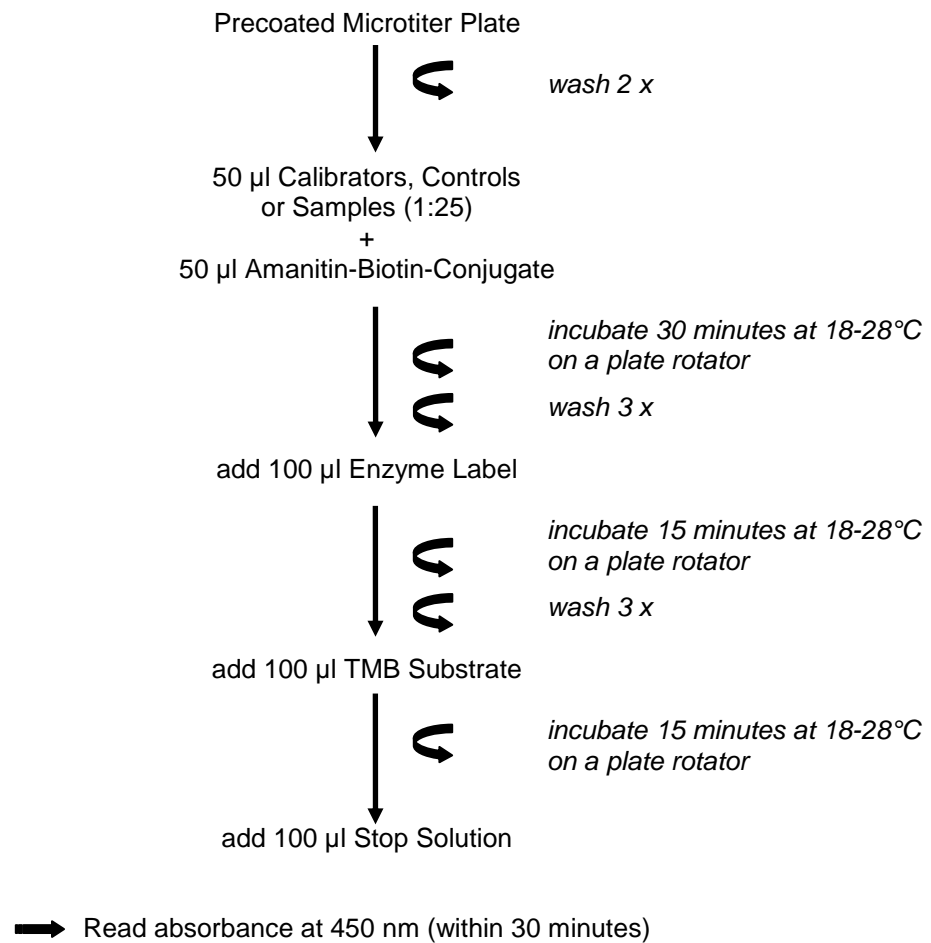 Precoated Microtiter Plate
wash 2 x
50 µl Calibrators, Controls
or Samples (1:25)
+
50 µl Amanitin-Biotin-Conjugate
incubate 30 minutes at 18-28°C
on a plate rotator
wash 3 x
add 100 µl Enzyme Label
incubate 15 minutes at 18-28°C
on a plate rotator
wash 3 x
add 100 µl TMB Substrate
incubate 15 minutes at 18-28°C
on a plate rotator
add 100 µl Stop Solution
Read absorbance at 450 nm (within 30 minutes)